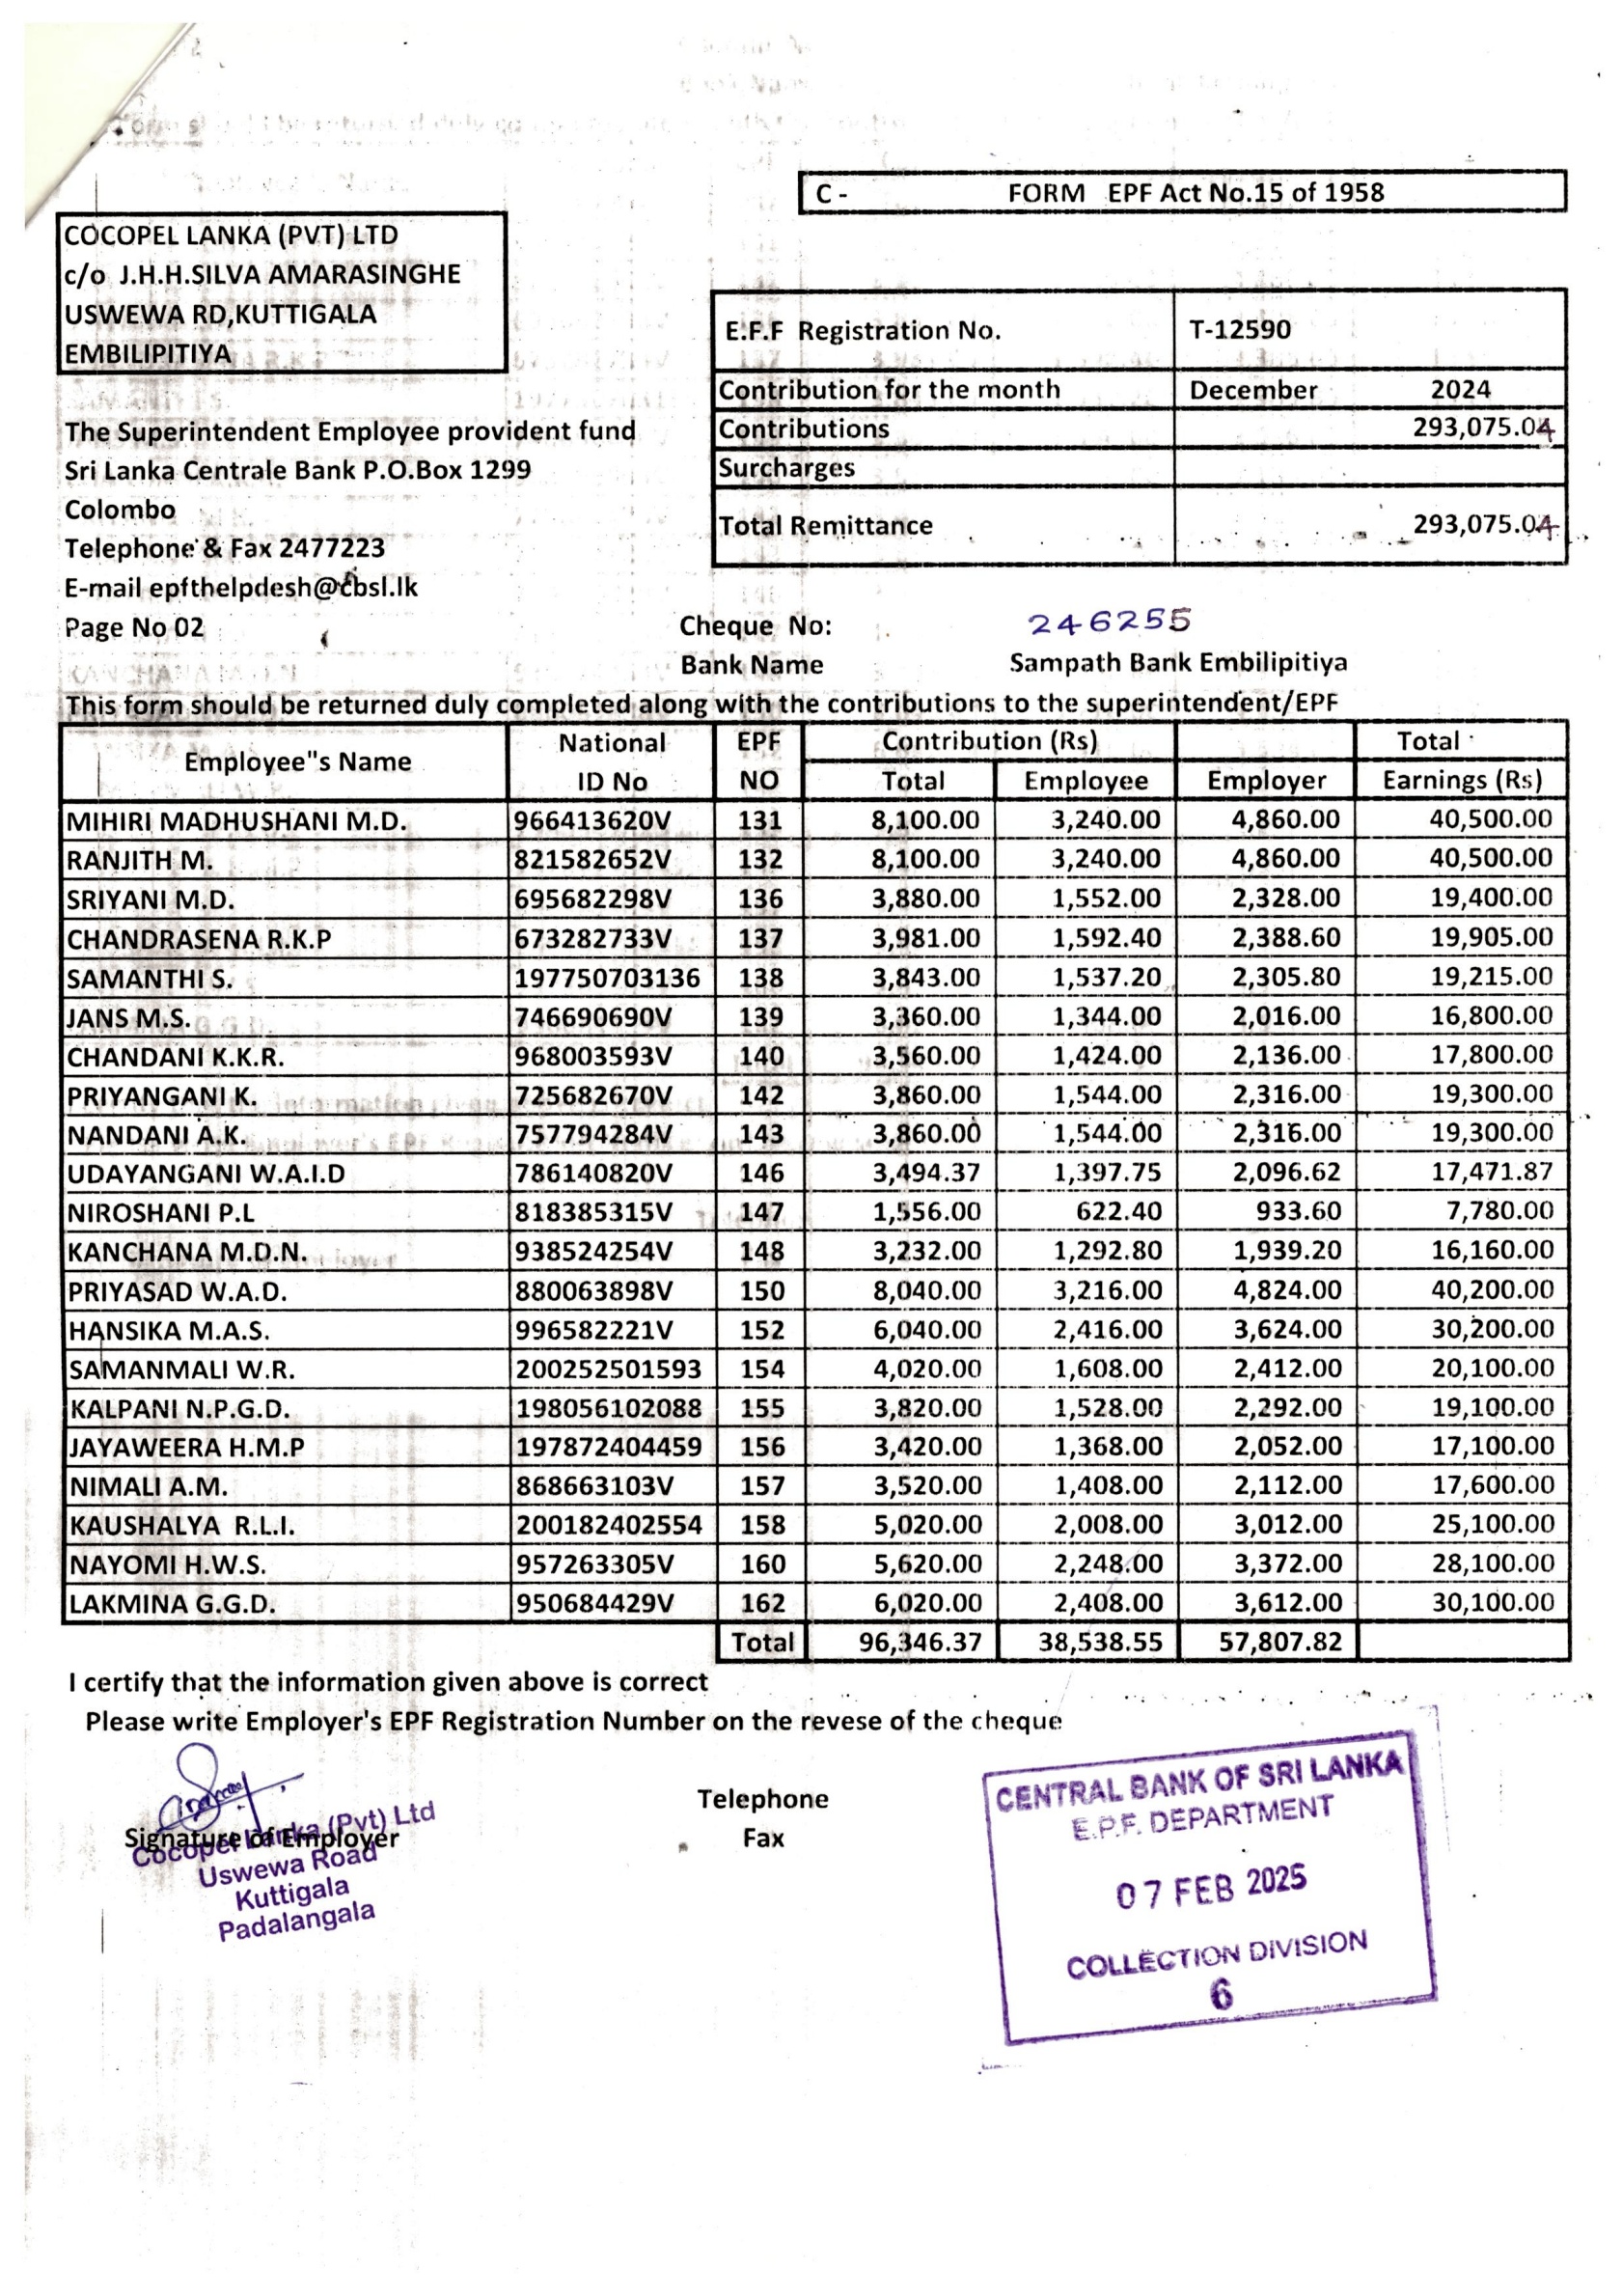 C - FORM EPF Act No.15 of 1958
COCOPEL LANKA (PVT) LTD
c/o J.H.H.SILVA AMARASINGHE
USWEWA RD,KUTTIGALA
EMBILIPITIYA
E.F.F Registration No. T-12590
Contribution for the month December 2024
Contributions 293,075.04
Surcharges
Total Remittance 293,075.04
The Superintendent Employee provident fund
Sri Lanka Centrale Bank P.O.Box 1299
Colombo
Telephone & Fax 2477223
E-mail epfthelpdesh@cbsl.lk
Page No 02
Cheque No: 246255
Bank Name Sampath Bank Embilipitiya
This form should be returned duly completed along with the contributions to the superintendent/EPF
Employee"s Name National ID No EPF NO Contribution (Rs) Total
Total Employee Employer Earnings (Rs)
MIHIRI MADHUSHANI M.D. 966413620V 131 8,100.00 3,240.00 4,860.00 40,500.00
RANJITH M. 821582652V 132 8,100.00 3,240.00 4,860.00 40,500.00
SRIYANI M.D. 695682298V 136 3,880.00 1,552.00 2,328.00 19,400.00
CHANDRASENA R.K.P 673282733V 137 3,981.00 1,592.40 2,388.60 19,905.00
SAMANTHI S. 197750703136 138 3,843.00 1,537.20 2,305.80 19,215.00
JANS M.S. 746690690V 139 3,360.00 1,344.00 2,016.00 16,800.00
CHANDANI K.K.R. 968003593V 140 3,560.00 1,424.00 2,136.00 17,800.00
PRIYANGANI K. 725682670V 142 3,860.00 1,544.00 2,316.00 19,300.00
NANDANI A.K. 757794284V 143 3,860.00 1,544.00 2,316.00 19,300.00
UDAYANGANI W.A.I.D 786140820V 146 3,494.37 1,397.75 2,096.62 17,471.87
NIROSHANI P.L 818385315V 147 1,556.00 622.40 933.60 7,780.00
KANCHANA M.D.N. 938524254V 148 3,232.00 1,292.80 1,939.20 16,160.00
PRIYASAD W.A.D. 880063898V 150 8,040.00 3,216.00 4,824.00 40,200.00
HANSIKA M.A.S. 996582221V 152 6,040.00 2,416.00 3,624.00 30,200.00
SAMANMALI W.R. 200252501593 154 4,020.00 1,608.00 2,412.00 20,100.00
KALPANI N.P.G.D. 198056102088 155 3,820.00 1,528.00 2,292.00 19,100.00
JAYAWEERA H.M.P 197872404459 156 3,420.00 1,368.00 2,052.00 17,100.00
NIMALI A.M. 868663103V 157 3,520.00 1,408.00 2,112.00 17,600.00
KAUSHALYA R.L.I. 200182402554 158 5,020.00 2,008.00 3,012.00 25,100.00
NAYOMI H.W.S. 957263305V 160 5,620.00 2,248.00 3,372.00 28,100.00
LAKMINA G.G.D. 950684429V 162 6,020.00 2,408.00 3,612.00 30,100.00
Total 96,346.37 38,538.55 57,807.82
I certify that the information given above is correct
Please write Employer's EPF Registration Number on the revese of the cheque
Signature of Employer
Cocopel Lanka (Pvt) Ltd
Uswewa Road
Kuttigala
Padalangala
Telephone
Fax
CENTRAL BANK OF SRI LANKA
E.P.F. DEPARTMENT
07 FEB 2025
COLLECTION DIVISION
6